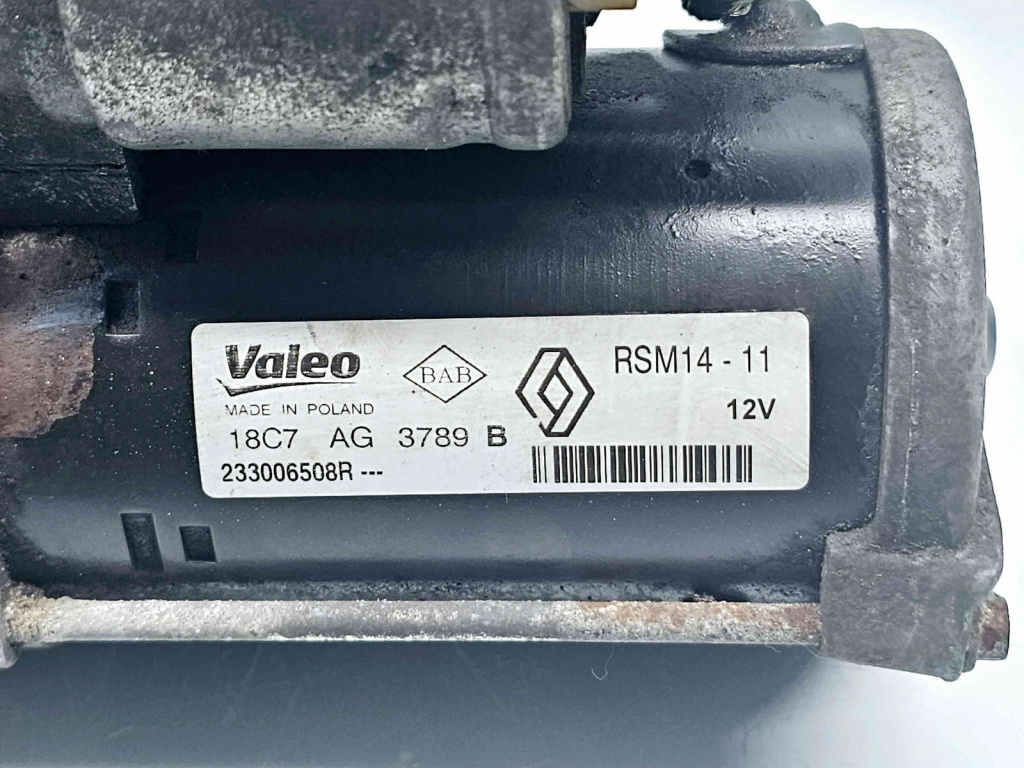 Valeo
BAB
RSM14 - 11
MADE IN POLAND
12V
18C7 AG 3789 B
233006508R ---